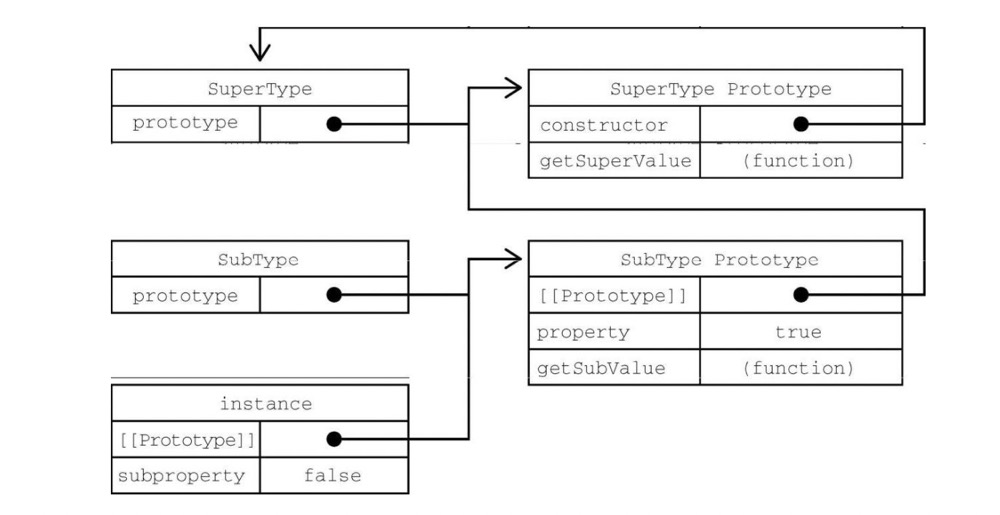 SuperType
prototype
SuperType Prototype
constructor
getSuperValue (function)
SubType
prototype
SubType Prototype
[[Prototype]]
property true
getSubValue (function)
instance
[[Prototype]]
subproperty false